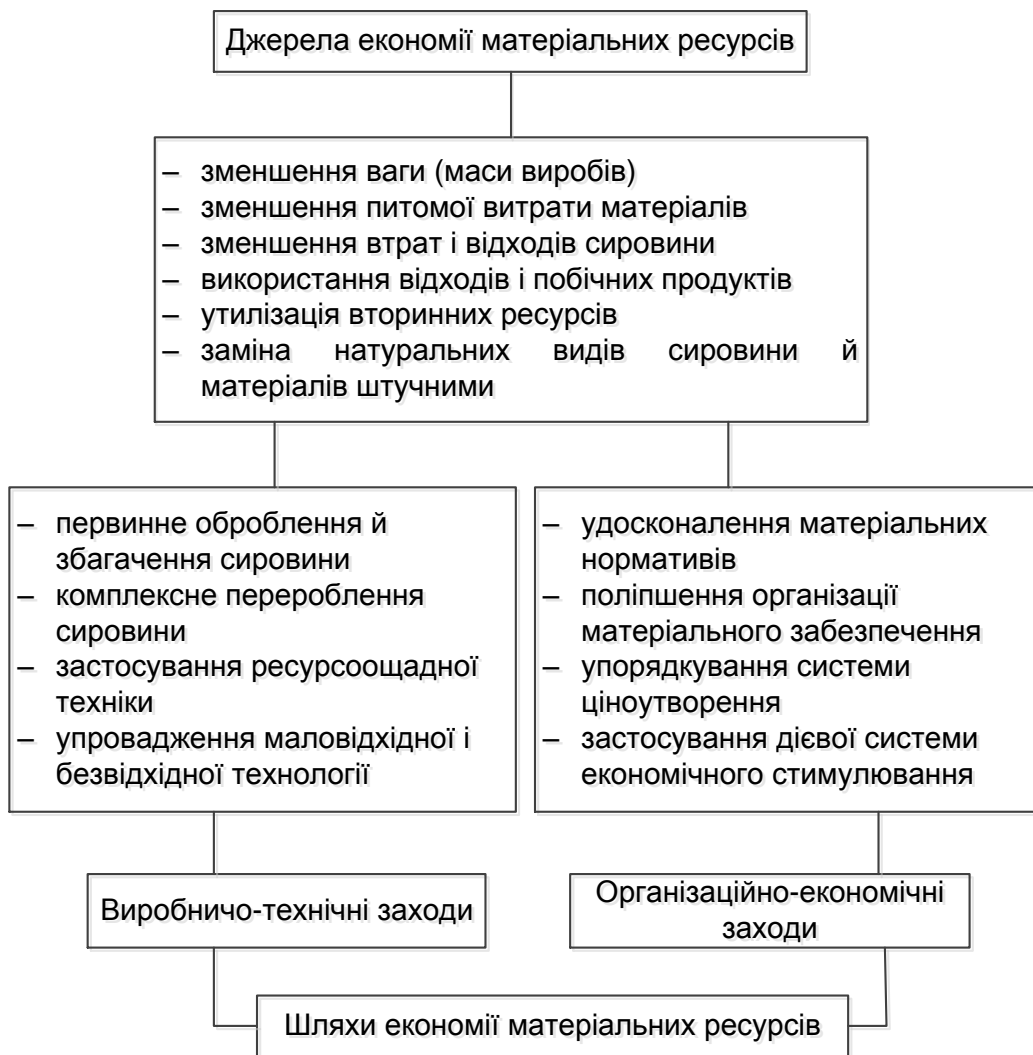 Джерела економії матеріальних ресурсів
– зменшення ваги (маси виробів)
– зменшення питомої витрати матеріалів
– зменшення втрат і відходів сировини
– використання відходів і побічних продуктів
– утилізація вторинних ресурсів
– заміна натуральних видів сировини й
матеріалів штучними
– первинне оброблення й
збагачення сировини
– комплексне перероблення
сировини
– застосування ресурсоощадної
техніки
– упровадження маловідхідної і
безвідхідної технології
– удосконалення матеріальних
нормативів
– поліпшення організації
матеріального забезпечення
– упорядкування системи
ціноутворення
– застосування дієвої системи
економічного стимулювання
Виробничо-технічні заходи
Організаційно-економічні
заходи
Шляхи економії матеріальних ресурсів